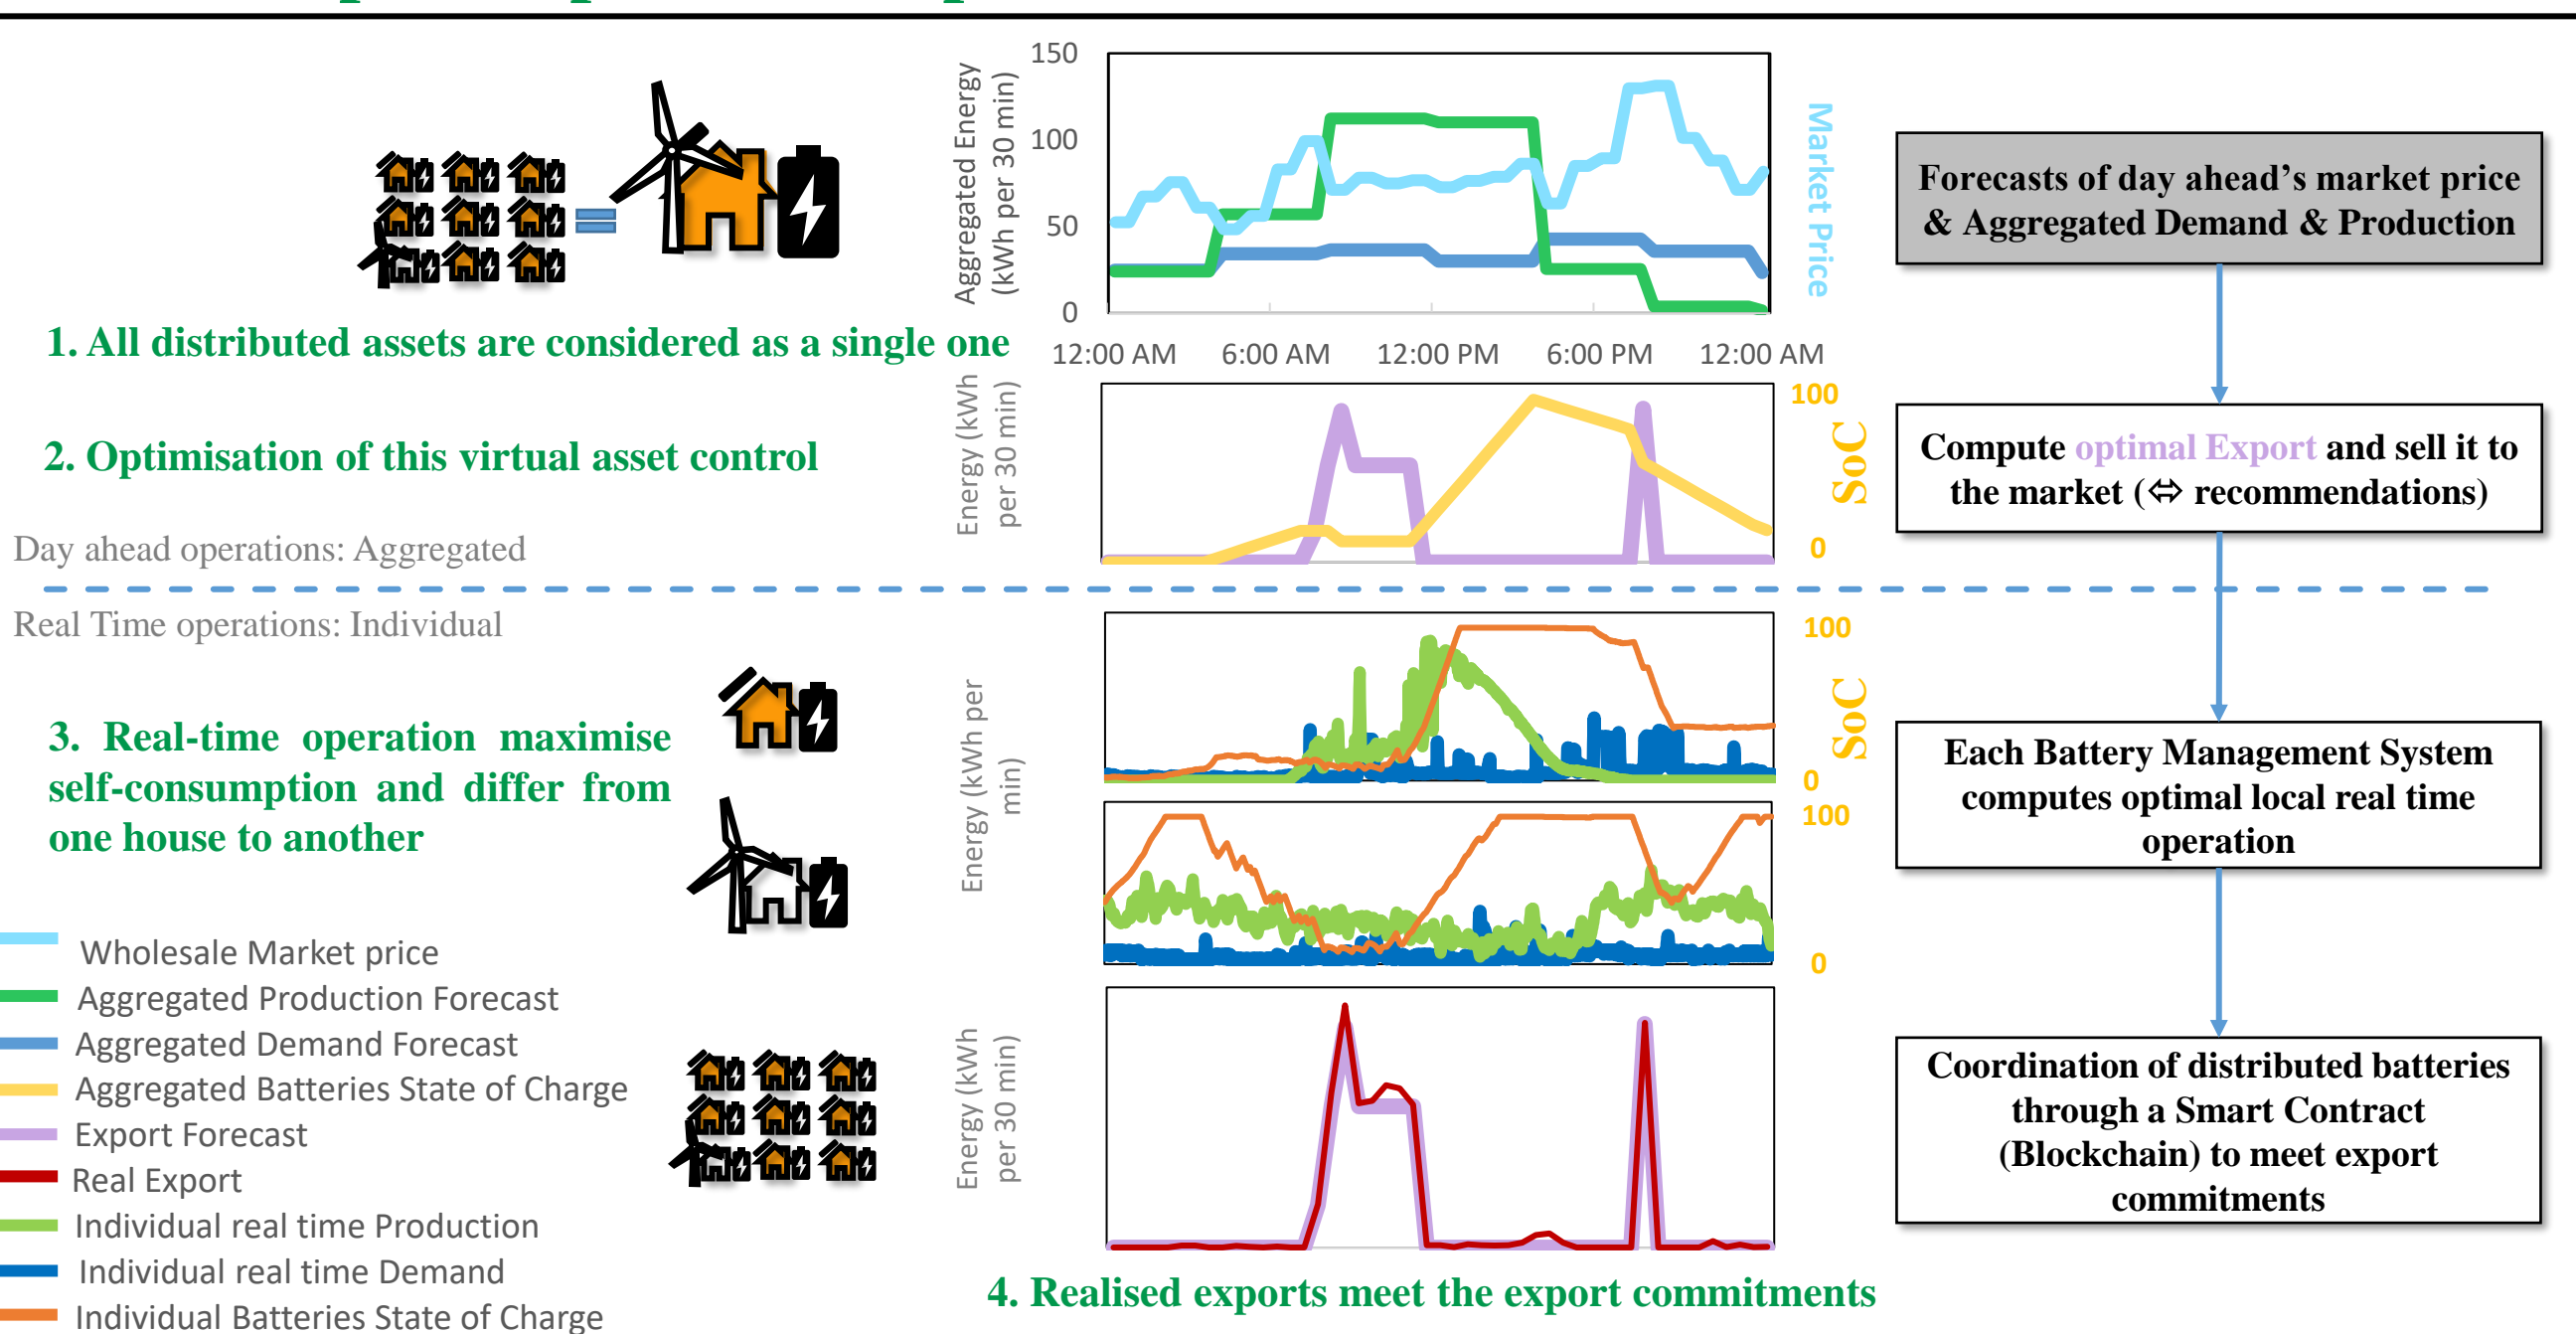 150
100
50
0
Aggregated Energy
(kWh per 30 min)
Market Price
12:00 AM 6:00 AM 12:00 PM 6:00 PM 12:00 AM
Forecasts of day ahead’s market price
& Aggregated Demand & Production
1. All distributed assets are considered as a single one
2. Optimisation of this virtual asset control
Energy (kWh
per 30 min)
100
SoC
0
Compute optimal Export and sell it to
the market (⇔ recommendations)
Day ahead operations: Aggregated
Real Time operations: Individual
3. Real-time operation maximise
self-consumption and differ from
one house to another
Energy (kWh per
min)
100
SoC
0
100
0
Each Battery Management System
computes optimal local real time
operation
Wholesale Market price
Aggregated Production Forecast
Aggregated Demand Forecast
Aggregated Batteries State of Charge
Export Forecast
Real Export
Individual real time Production
Individual real time Demand
Individual Batteries State of Charge
Energy (kWh
per 30 min)
Coordination of distributed batteries
through a Smart Contract
(Blockchain) to meet export
commitments
4. Realised exports meet the export commitments